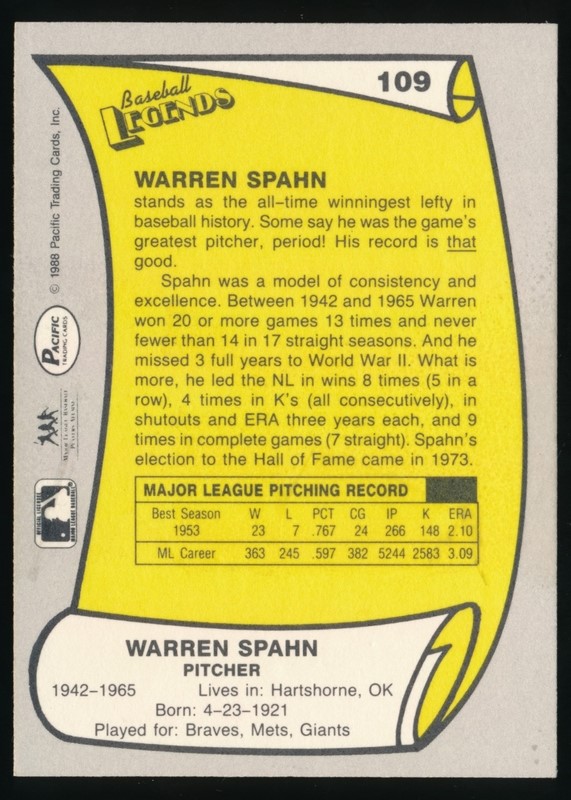 109
Baseball
LEGENDS
WARREN SPAHN
stands as the all-time winningest lefty in
baseball history. Some say he was the game's
greatest pitcher, period! His record is that
good.
Spahn was a model of consistency and
excellence. Between 1942 and 1965 Warren
won 20 or more games 13 times and never
fewer than 14 in 17 straight seasons. And he
missed 3 full years to World War II. What is
more, he led the NL in wins 8 times (5 in a
row), 4 times in K's (all consecutively), in
shutouts and ERA three years each, and 9
times in complete games (7 straight). Spahn's
election to the Hall of Fame came in 1973.
MAJOR LEAGUE PITCHING RECORD
Best Season W L PCT CG IP K ERA
1953 23 7 .767 24 266 148 2.10
ML Career 363 245 .597 382 5244 2583 3.09
WARREN SPAHN
PITCHER
1942-1965 Lives in: Hartshorne, OK
Born: 4-23-1921
Played for: Braves, Mets, Giants
© 1988 Pacific Trading Cards, Inc.
PACIFIC
TRADING CARDS